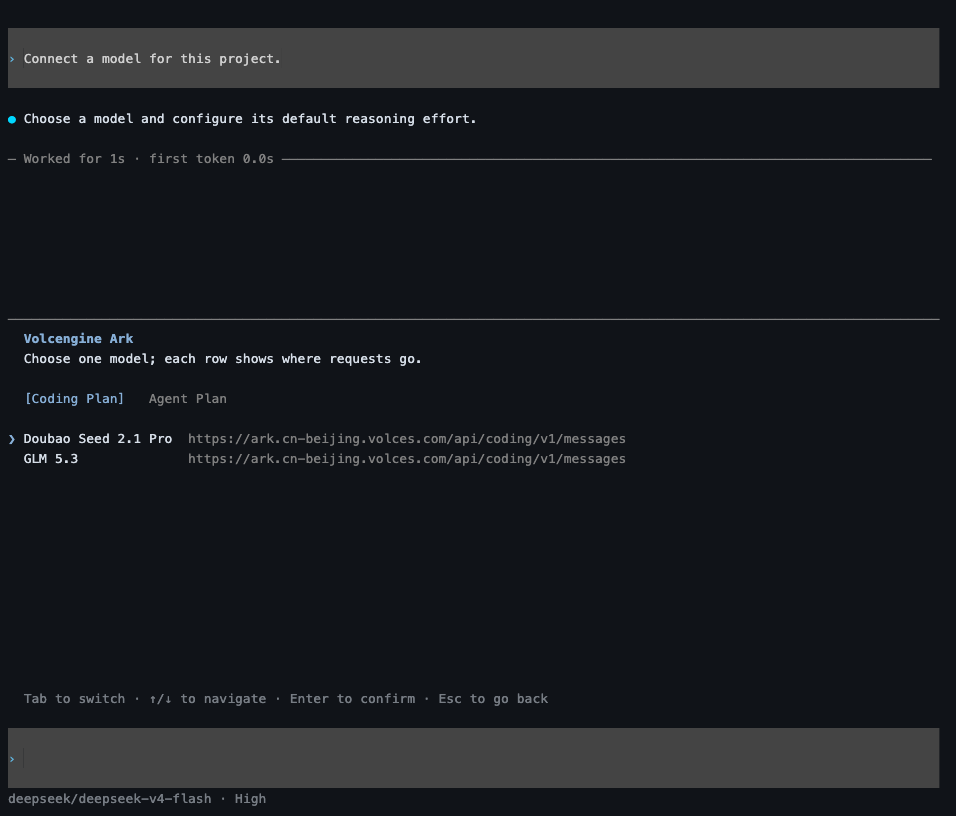 › Connect a model for this project.
● Choose a model and configure its default reasoning effort.
— Worked for 1s · first token 0.0s
Volcengine Ark
Choose one model; each row shows where requests go.
[Coding Plan] Agent Plan
❯ Doubao Seed 2.1 Pro https://ark.cn-beijing.volces.com/api/coding/v1/messages
GLM 5.3 https://ark.cn-beijing.volces.com/api/coding/v1/messages
Tab to switch · ↑/↓ to navigate · Enter to confirm · Esc to go back
›
deepseek/deepseek-v4-flash · High